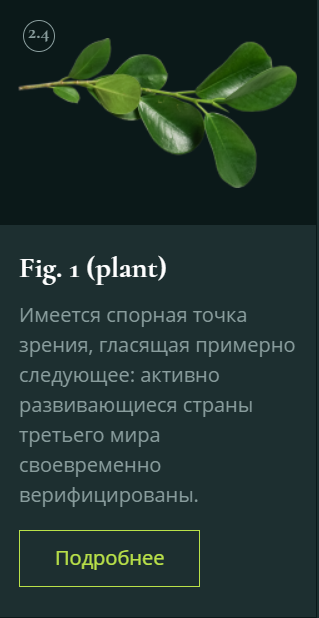 2.4
Fig. 1 (plant)
Имеется спорная точка
зрения, гласящая примерно
следующее: активно
развивающиеся страны
третьего мира
своевременно
верифицированы.
Подробнее